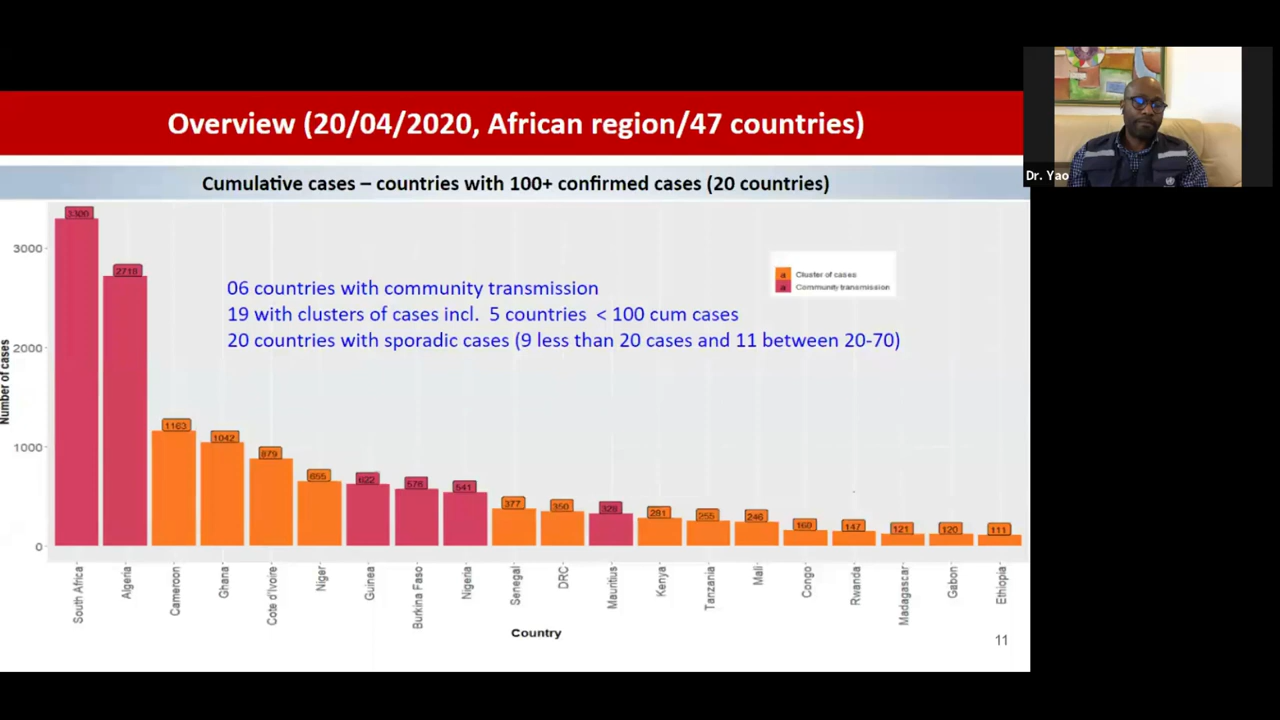 Overview (20/04/2020, African region/47 countries)
Dr. Yao
Cumulative cases – countries with 100+ confirmed cases (20 countries)
3300
3000
2718
06 countries with community transmission
19 with clusters of cases incl. 5 countries < 100 cum cases
20 countries with sporadic cases (9 less than 20 cases and 11 between 20-70)
a Cluster of cases
a Community transmission
Number of cases
2000
1000
0
1163
1042
879
655
622
576
541
377
350
328
281
255
246
160
147
121
120
111
South Africa
Algeria
Cameroon
Ghana
Cote d'Ivoire
Niger
Guinea
Burkina Faso
Nigeria
Senegal
DRC
Mauritius
Kenya
Tanzania
Mali
Congo
Rwanda
Madagascar
Gabon
Ethiopia
Country
11